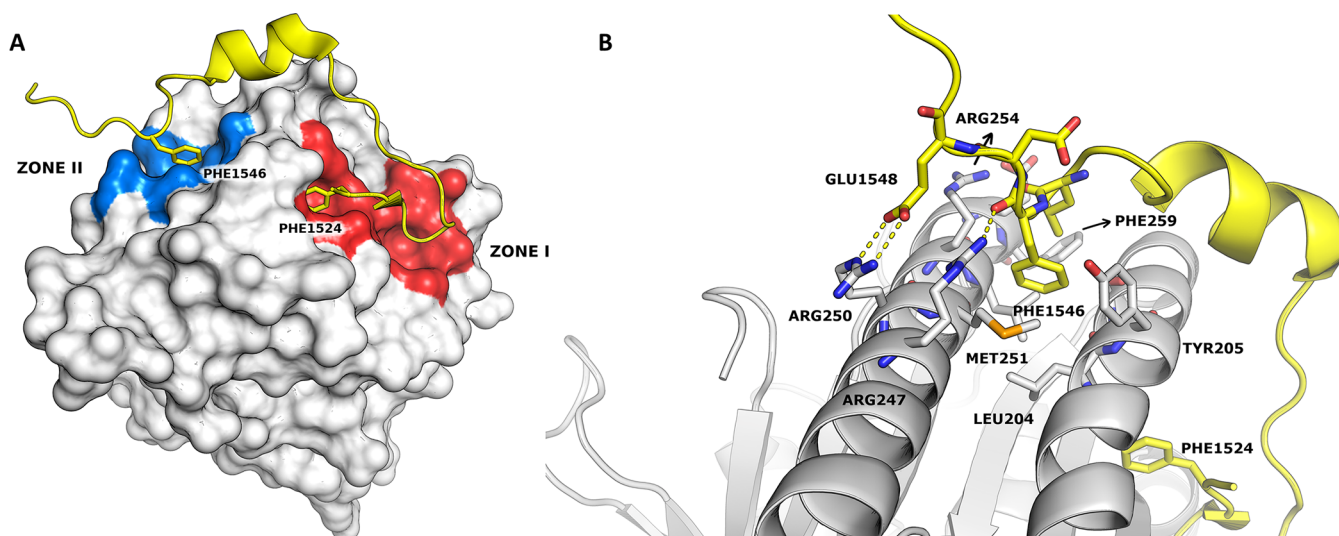 A
ZONE II
PHE1546
PHE1524
ZONE I
B
ARG254
GLU1548
PHE259
ARG250
PHE1546
MET251
TYR205
ARG247
LEU204
PHE1524